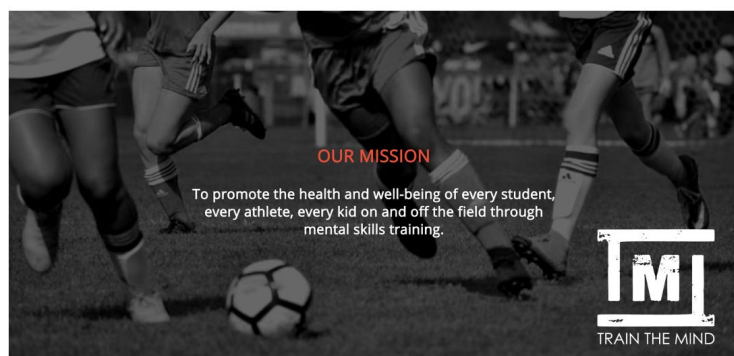 OUR MISSION
To promote the health and well-being of every student,
every athlete, every kid on and off the field through
mental skills training.
TM
TRAIN THE MIND